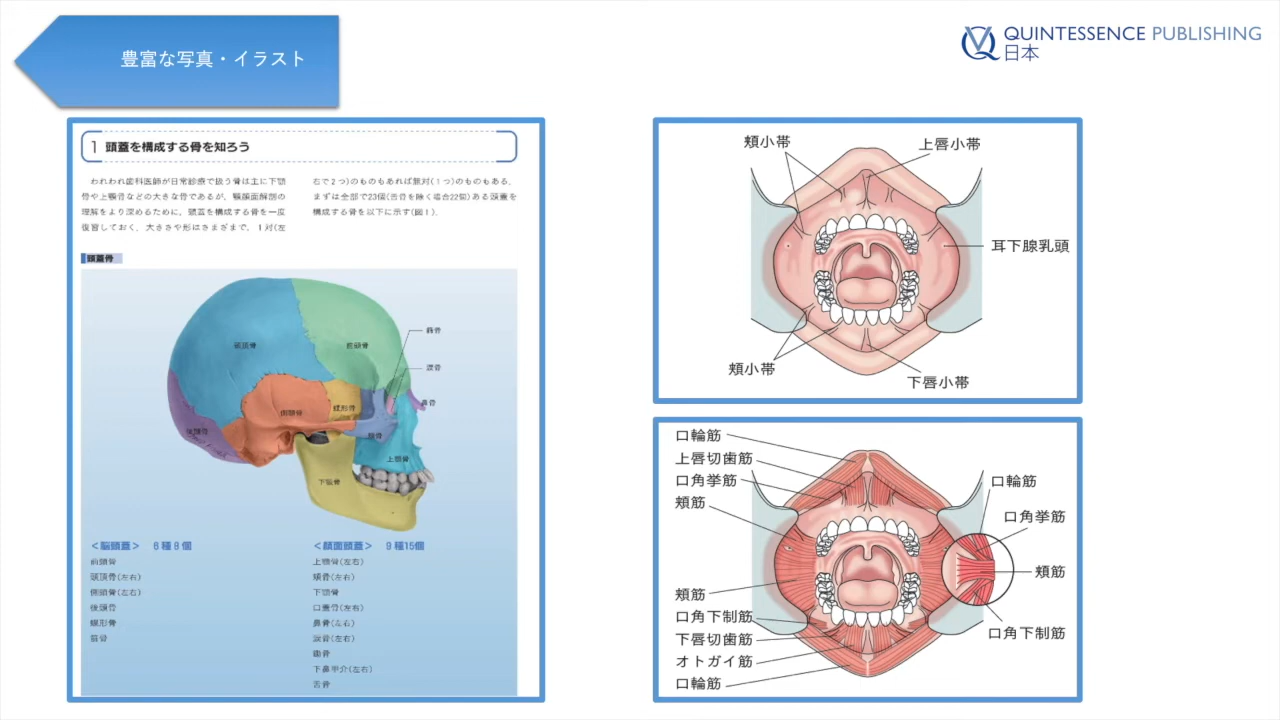 豊富な写真・イラスト
QUINTESSENCE PUBLISHING
日本
1 頭蓋を構成する骨を知ろう
われわれ歯科医師が日常診療で扱う骨は主に下顎
骨や上顎骨などの大きな骨であるが、顎顔面解剖の
理解をより深めるために、頭蓋を構成する骨を一度
復習しておく。大きさや形はさまざまで、1対(左
右で2つ)のものもあれば無対(1つ)のものもある。
まずは全部で23個(舌骨を除く場合22個)ある頭蓋を
構成する骨を以下に示す(図1)。
頭蓋骨
頭頂骨
前頭骨
篩骨
涙骨
鼻骨
側頭骨
蝶形骨
後頭骨
頬骨
上顎骨
下顎骨
<脳頭蓋> 6種8個
前頭骨
頭頂骨(左右)
側頭骨(左右)
後頭骨
蝶形骨
篩骨
<顔面頭蓋> 9種15個
上顎骨(左右)
頬骨(左右)
下顎骨
口蓋骨(左右)
鼻骨(左右)
涙骨(左右)
鋤骨
下鼻甲介(左右)
舌骨
頬小帯
上唇小帯
耳下腺乳頭
頬小帯
下唇小帯
口輪筋
上唇切歯筋
口角挙筋
頬筋
頬筋
口角下制筋
下唇切歯筋
オトガイ筋
口輪筋
口輪筋
口角挙筋
頬筋
口角下制筋